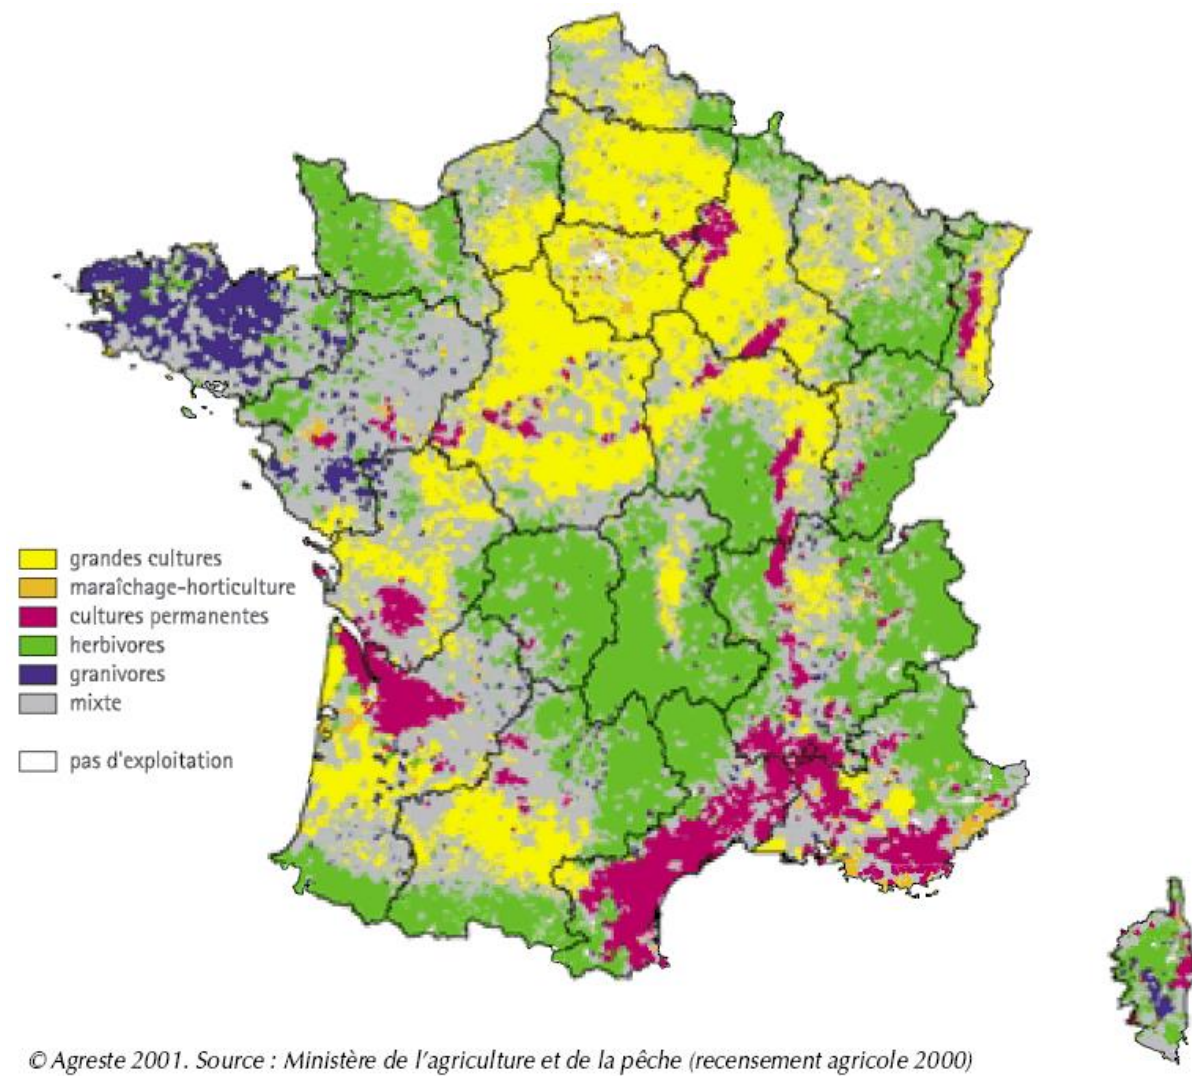 grandes cultures
maraîchage-horticulture
cultures permanentes
herbivores
granivores
mixte
pas d'exploitation
© Agreste 2001. Source : Ministère de l'agriculture et de la pêche (recensement agricole 2000)